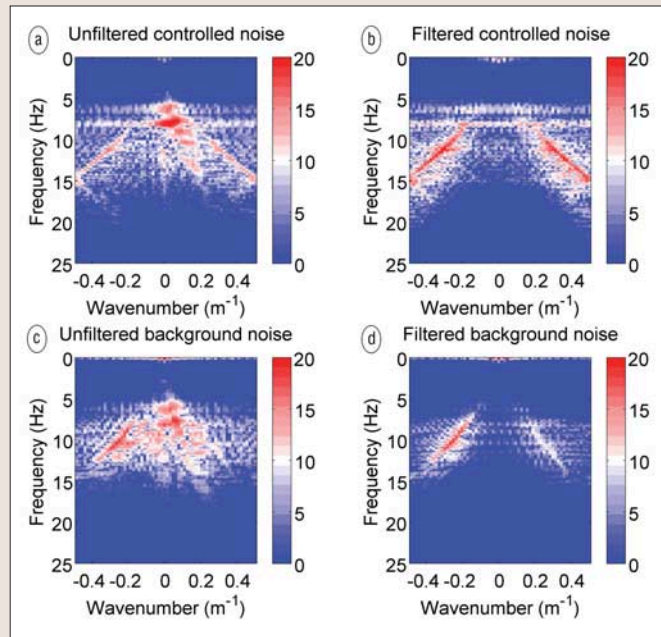 a Unfiltered controlled noise
0
5
10
15
20
25
Frequency (Hz)
-0.4 -0.2 0 0.2 0.4
Wavenumber (m⁻¹)
20
15
10
5
0
b Filtered controlled noise
0
5
10
15
20
25
Frequency (Hz)
-0.4 -0.2 0 0.2 0.4
Wavenumber (m⁻¹)
20
15
10
5
0
c Unfiltered background noise
0
5
10
15
20
25
Frequency (Hz)
-0.4 -0.2 0 0.2 0.4
Wavenumber (m⁻¹)
20
15
10
5
0
d Filtered background noise
0
5
10
15
20
25
Frequency (Hz)
-0.4 -0.2 0 0.2 0.4
Wavenumber (m⁻¹)
20
15
10
5
0